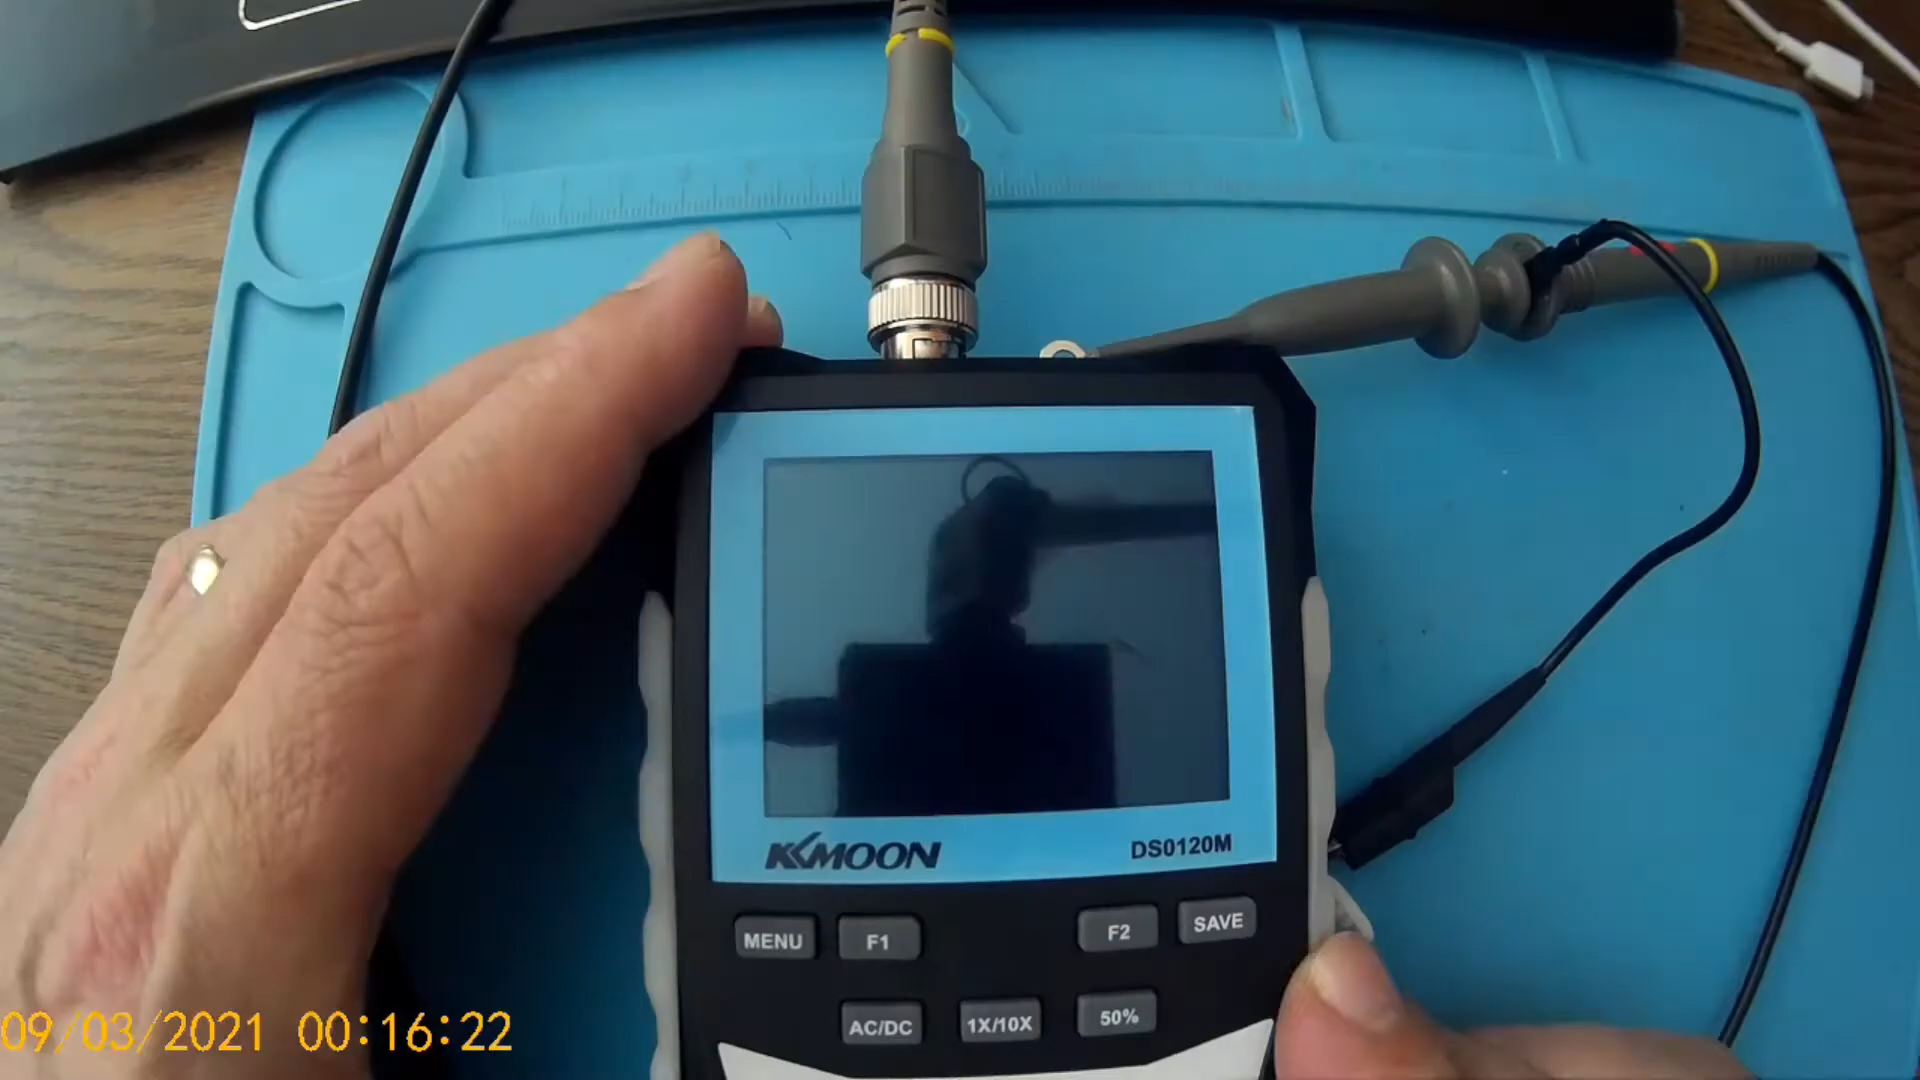 KKMOON DS0120M
MENU F1 F2 SAVE
AC/DC 1X/10X 50%
09/03/2021 00:16:22